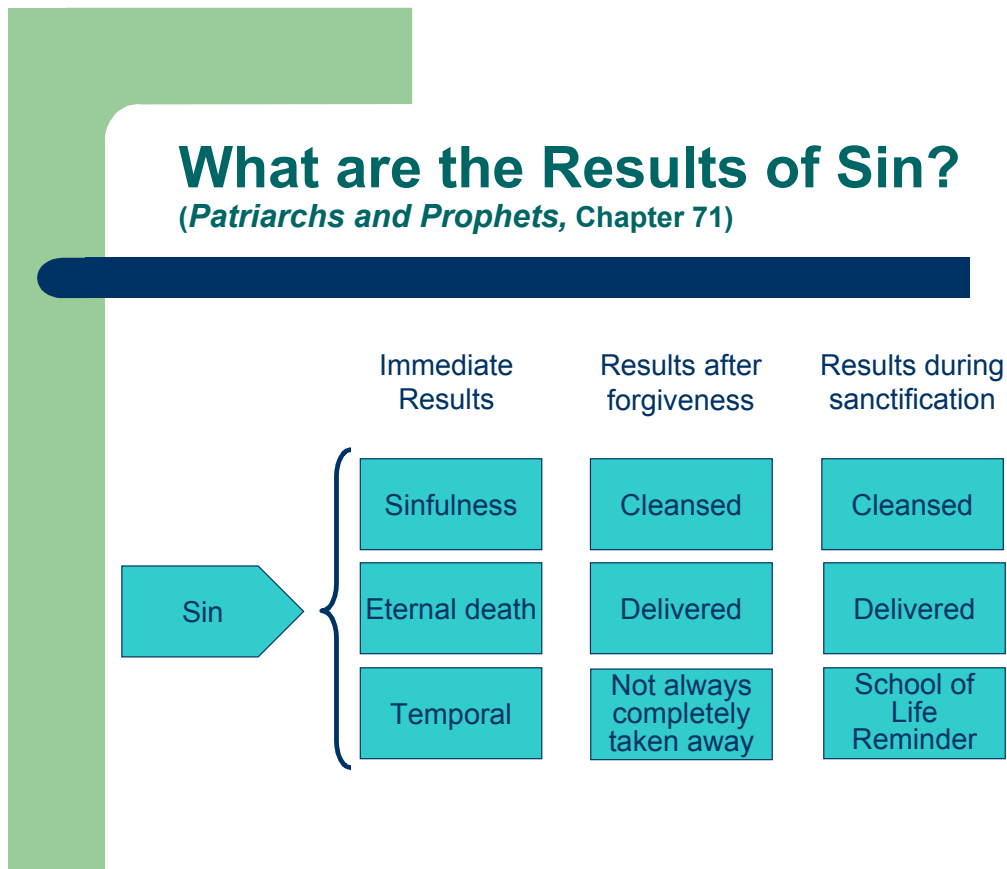 What are the Results of Sin?
(Patriarchs and Prophets, Chapter 71)
Immediate
Results
Results after
forgiveness
Results during
sanctification
Sinfulness
Cleansed
Cleansed
Sin
Eternal death
Delivered
Delivered
Temporal
Not always
completely
taken away
School of
Life
Reminder